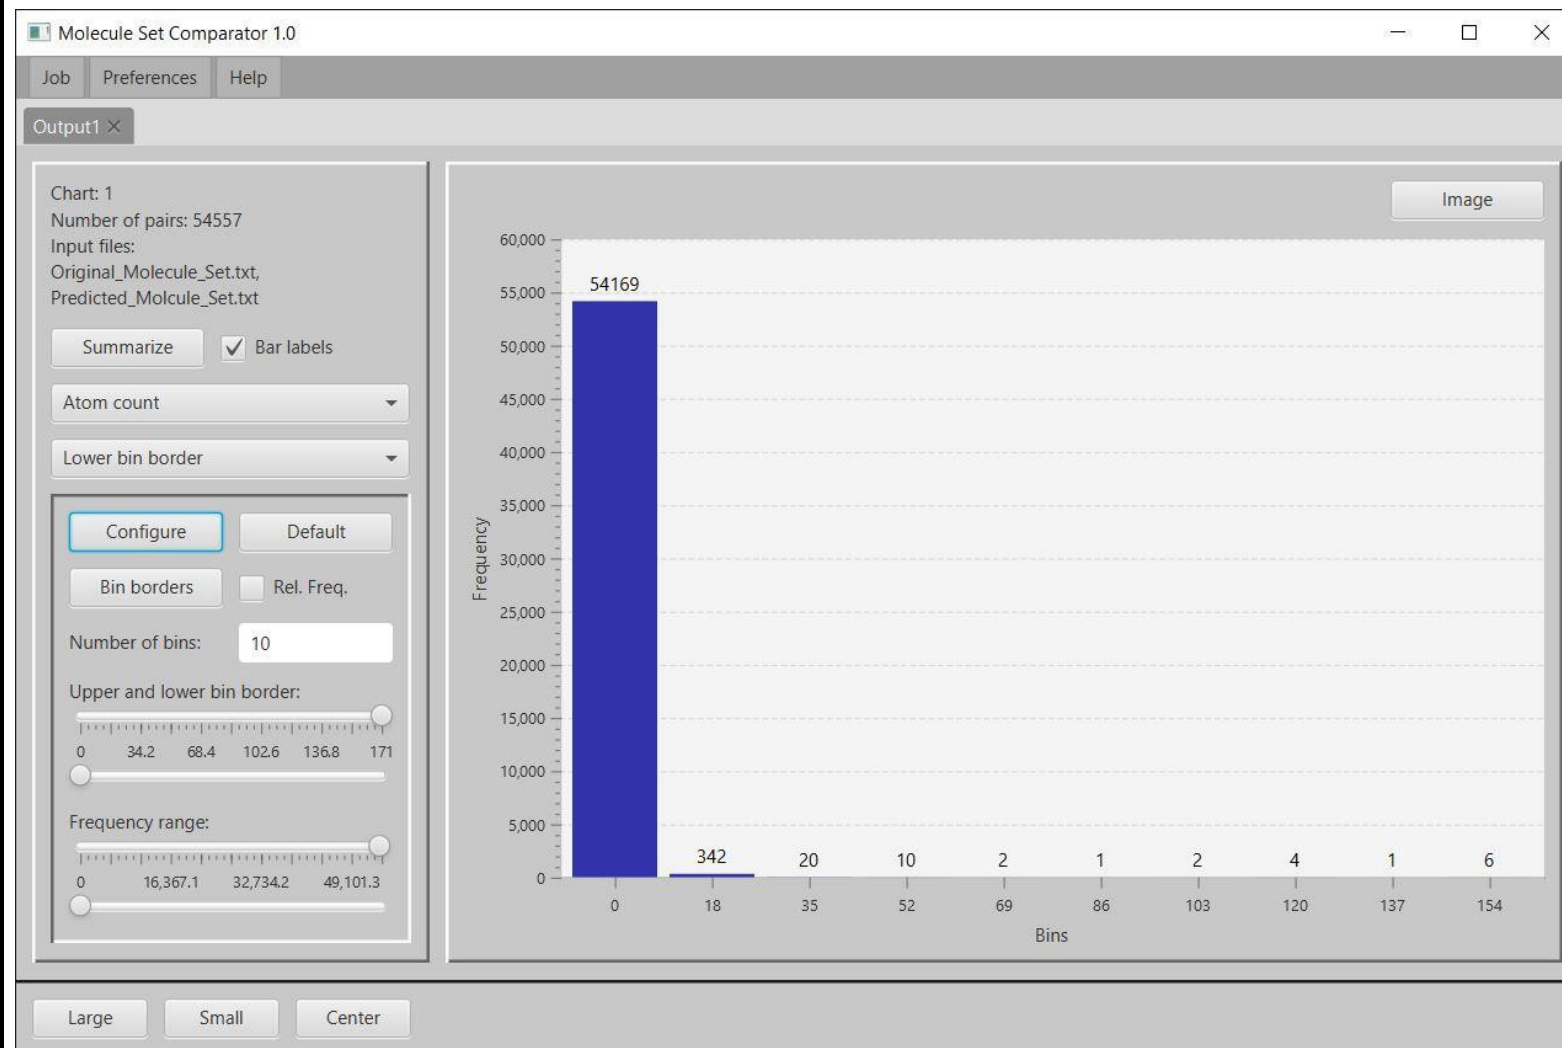 Molecule Set Comparator 1.0
Job Preferences Help
Output1
Chart: 1
Number of pairs: 54557
Input files:
Original_Molecule_Set.txt,
Predicted_Molcule_Set.txt
Summarize Bar labels
Atom count
Lower bin border
Configure Default
Bin borders Rel. Freq.
Number of bins: 10
Upper and lower bin border:
0 34.2 68.4 102.6 136.8 171
Frequency range:
0 16,367.1 32,734.2 49,101.3
Image
60,000
55,000
50,000
45,000
40,000
35,000
30,000
25,000
20,000
15,000
10,000
5,000
0
Frequency
54169 342 20 10 2 1 2 4 1 6
0 18 35 52 69 86 103 120 137 154
Bins
Large Small Center